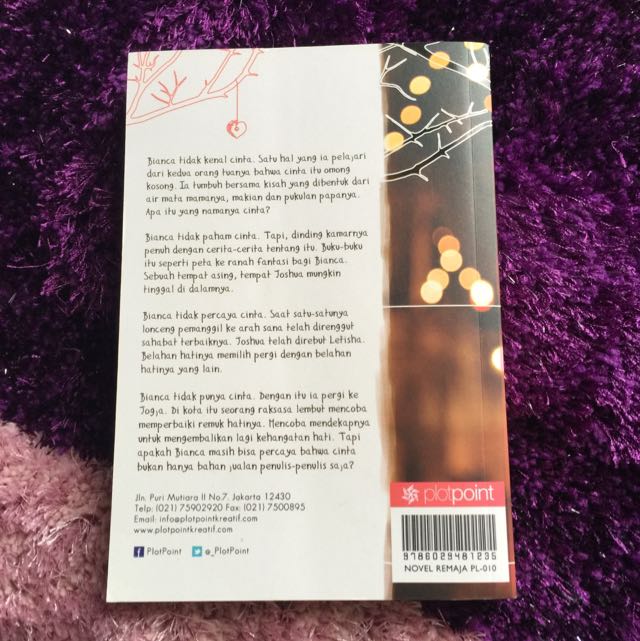 Bianca tidak kenal cinta. Satu hal yang ia pelajari
dari kedua orang tuanya bahwa cinta itu omong
kosong. Ia tumbuh bersama kisah yang dibentuk dari
air mata mamanya, makian dan pukulan papanya.
Apa itu yang namanya cinta?
Bianca tidak paham cinta. Tapi, dinding kamarnya
penuh dengan cerita-cerita tentang itu. Buku-buku
itu seperti peta ke ranah fantasi bagi Bianca.
Sebuah tempat asing, tempat Joshua mungkin
tinggal di dalamnya.
Bianca tidak percaya cinta. Saat satu-satunya
lonceng pemanggil ke arah sana telah direnggut
sahabat terbaiknya. Joshua telah direbut Letisha.
Belahan hatinya memilih pergi dengan belahan
hatinya yang lain.
Bianca tidak punya cinta. Dengan itu ia pergi ke
Jogja. Di kota itu seorang raksasa lembut mencoba
memperbaiki remuk hatinya. Mencoba mendekapnya
untuk mengembalikan lagi kehangatan hati. Tapi
apakah Bianca masih bisa percaya bahwa cinta
bukan hanya bahan jualan penulis-penulis saja?
Jln. Puri Mutiara II No.7. Jakarta 12430
Telp: (021) 75902920 Fax: (021) 7500895
Email: info@plotpointkreatif.com
www.plotpointkreatif.com
PlotPoint @_PlotPoint
plotpoint
9786029481235
NOVEL REMAJA PL-010